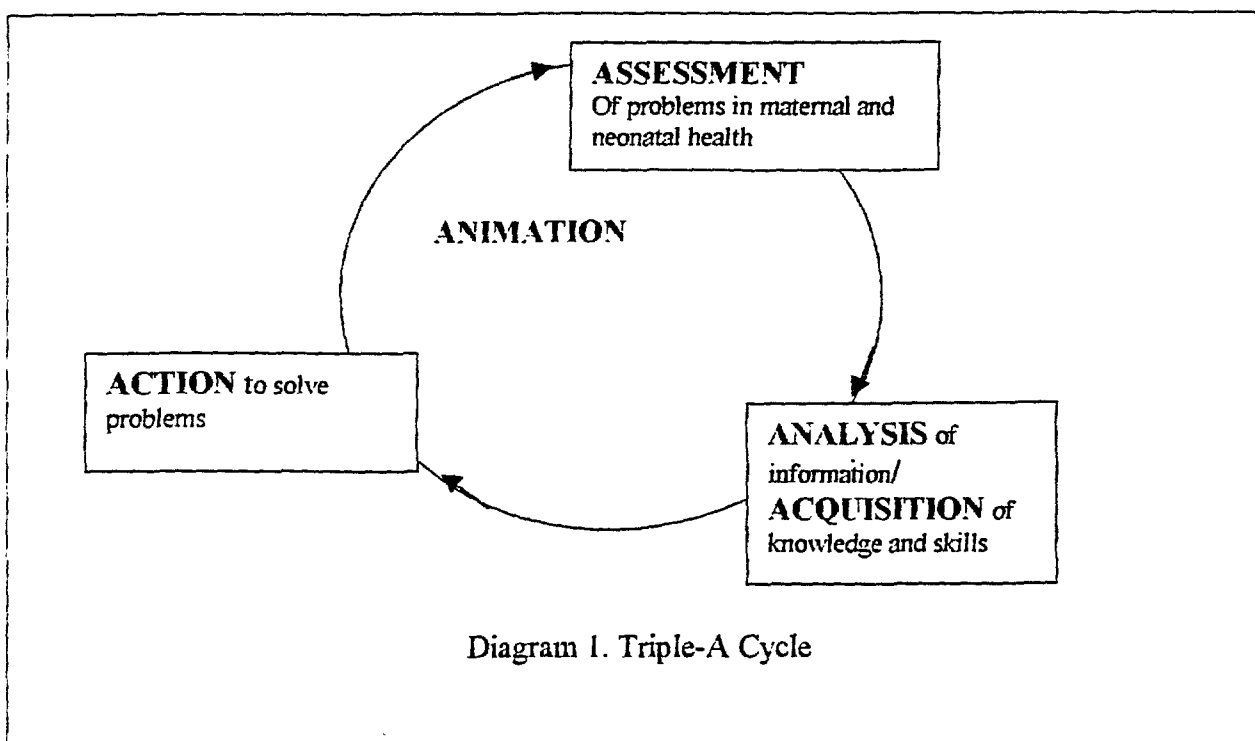 ASSESSMENT
Of problems in maternal and
neonatal health
ANIMATION
ACTION to solve
problems
ANALYSIS of
information/
ACQUISITION of
knowledge and skills
Diagram 1. Triple-A Cycle